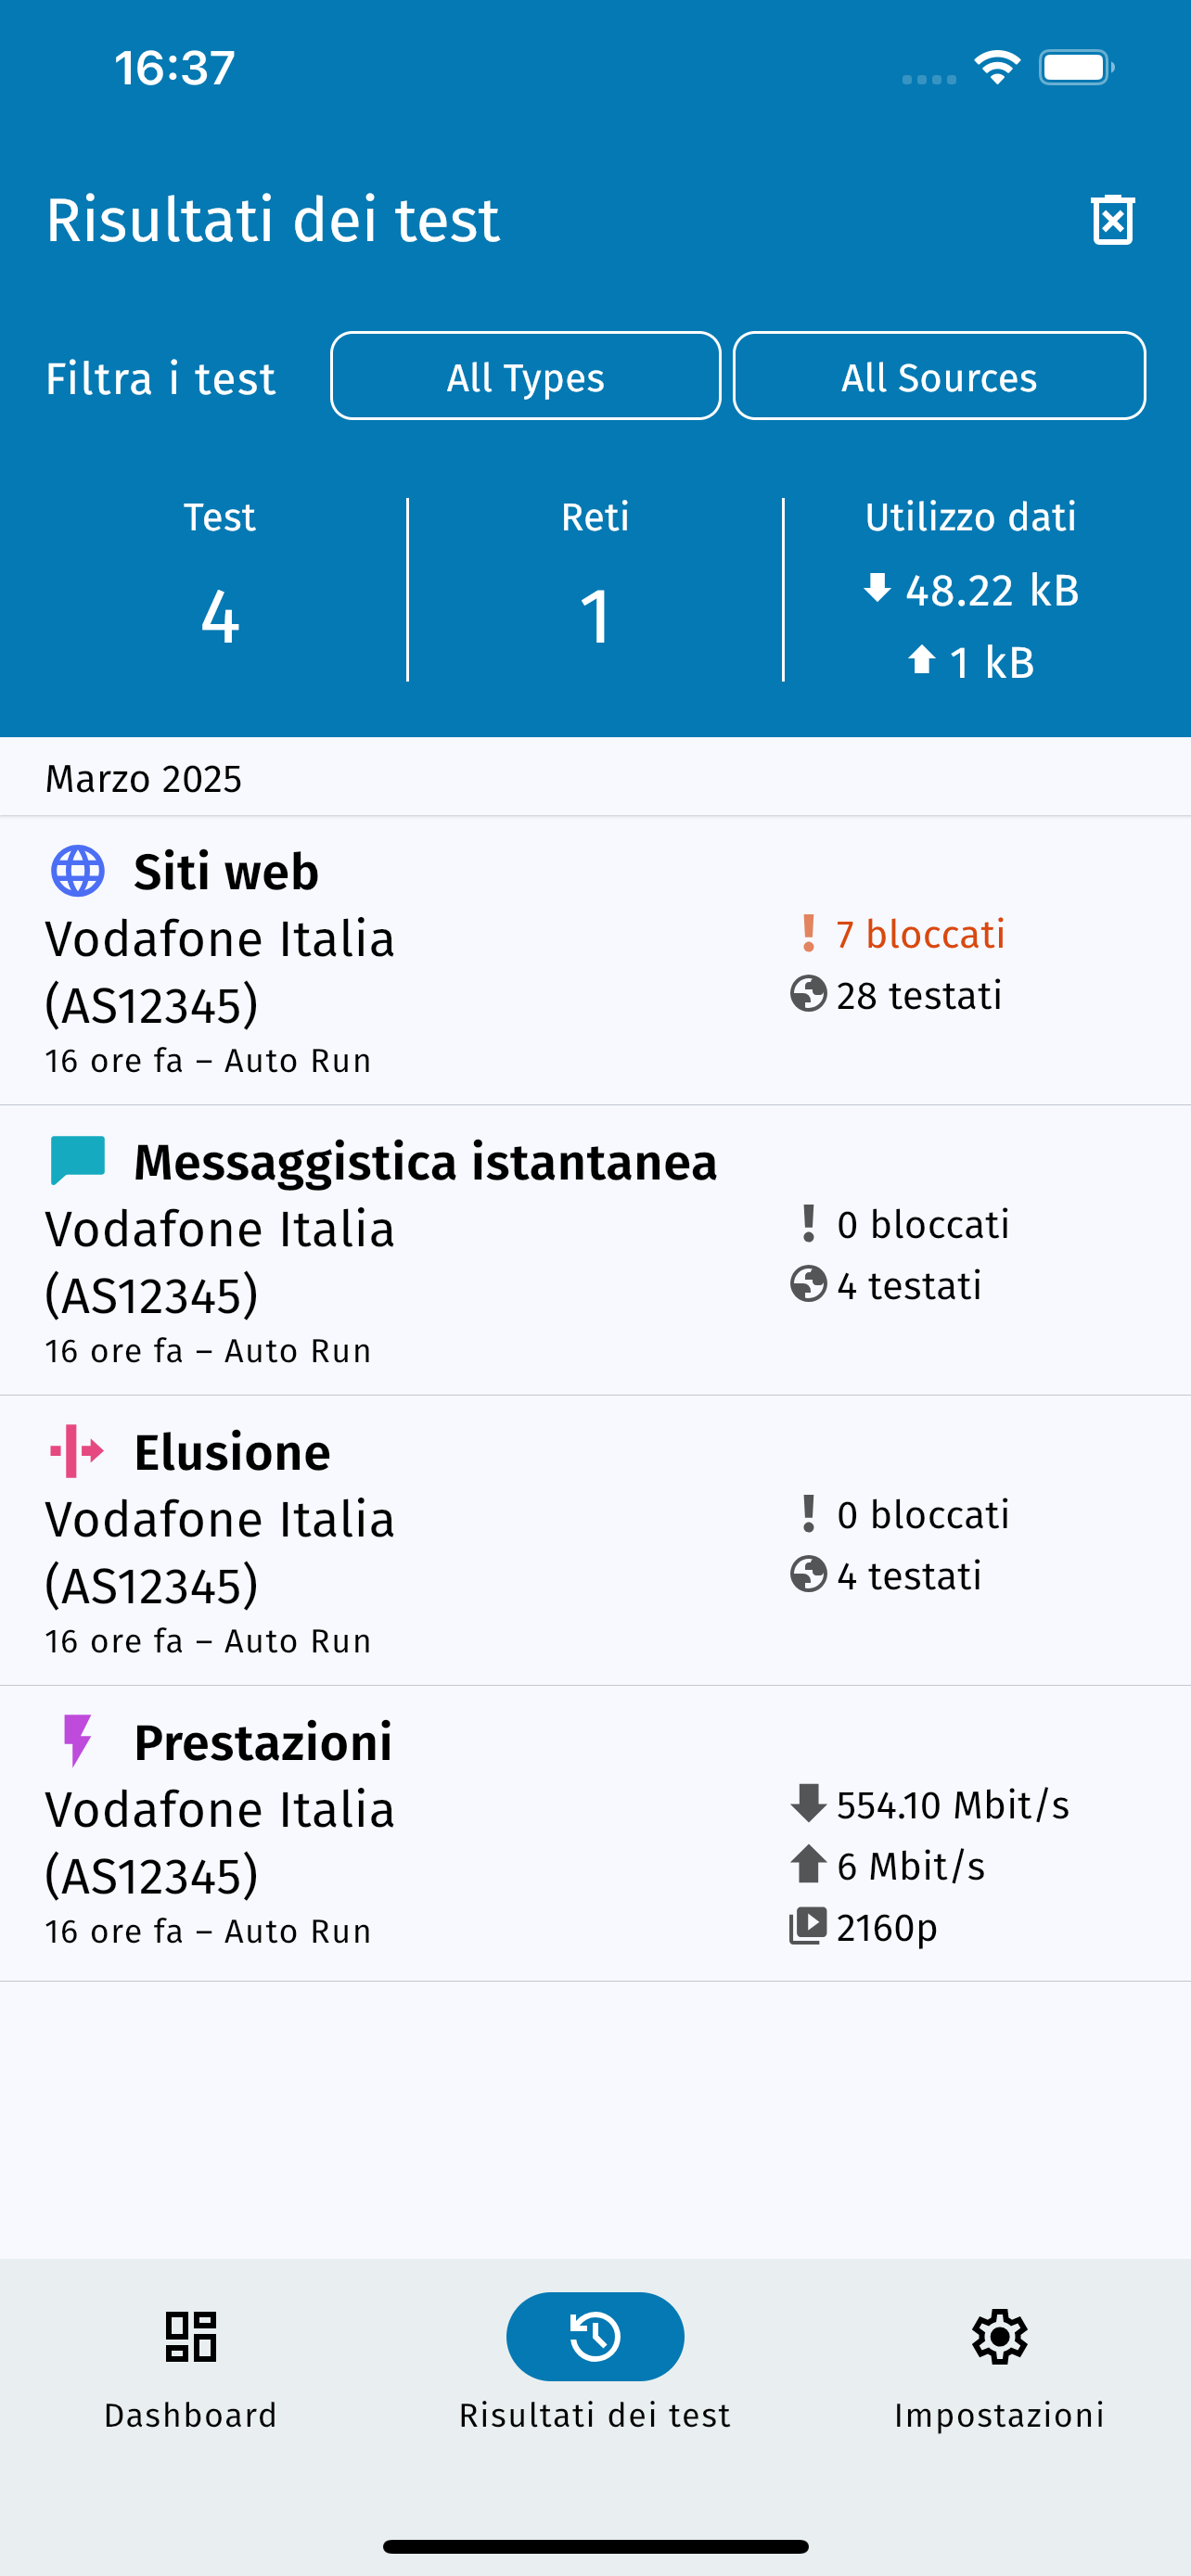 16:37
Risultati dei test
Filtra i test
All Types
All Sources
Test
4
Reti
1
Utilizzo dati
48.22 kB
1 kB
Marzo 2025
Siti web
Vodafone Italia
(AS12345)
16 ore fa – Auto Run
7 bloccati
28 testati
Messaggistica istantanea
Vodafone Italia
(AS12345)
16 ore fa – Auto Run
0 bloccati
4 testati
Elusione
Vodafone Italia
(AS12345)
16 ore fa – Auto Run
0 bloccati
4 testati
Prestazioni
Vodafone Italia
(AS12345)
16 ore fa – Auto Run
554.10 Mbit/s
6 Mbit/s
2160p
Dashboard
Risultati dei test
Impostazioni